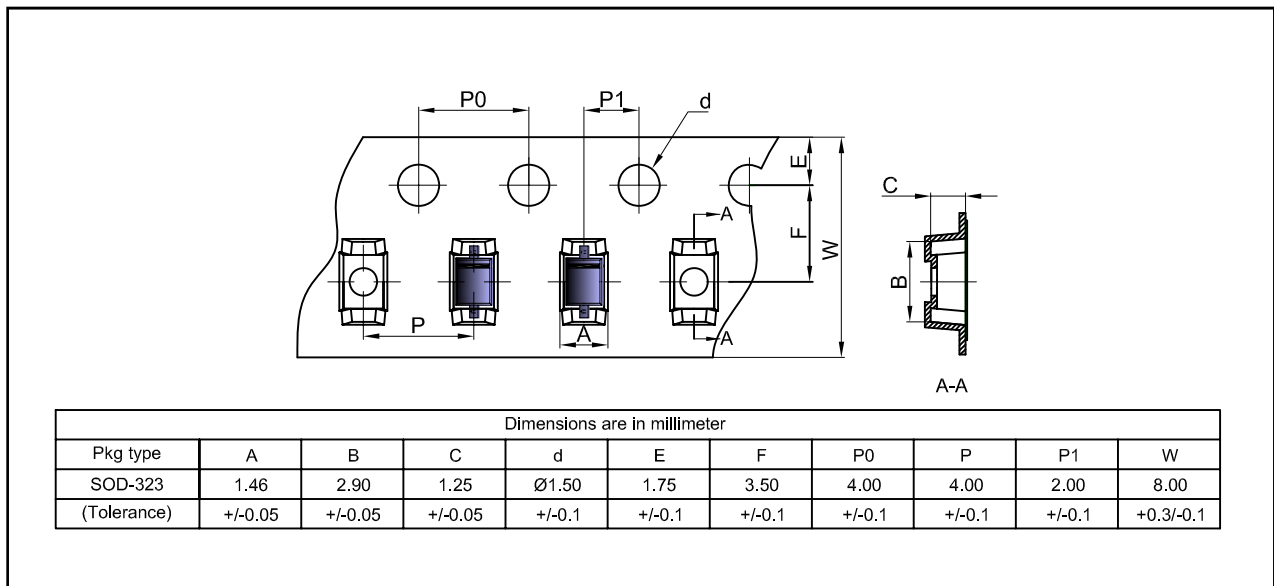 P0
P1
d
E
C
A
F
W
B
P
A
A
A-A
Dimensions are in millimeter
Pkg type A B C d E F P0 P P1 W
SOD-323 1.46 2.90 1.25 Ø1.50 1.75 3.50 4.00 4.00 2.00 8.00
(Tolerance) +/-0.05 +/-0.05 +/-0.05 +/-0.1 +/-0.1 +/-0.1 +/-0.1 +/-0.1 +/-0.1 +0.3/-0.1